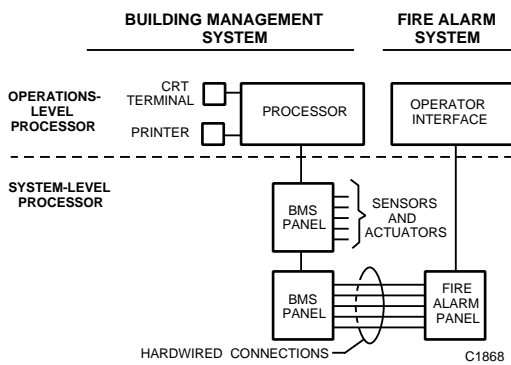 BUILDING MANAGEMENT
SYSTEM
FIRE ALARM
SYSTEM
OPERATIONS-
LEVEL
PROCESSOR
CRT
TERMINAL
PRINTER
PROCESSOR
OPERATOR
INTERFACE
SYSTEM-LEVEL
PROCESSOR
BMS
PANEL
SENSORS
AND
ACTUATORS
BMS
PANEL
FIRE
ALARM
PANEL
HARDWIRED CONNECTIONS
C1868